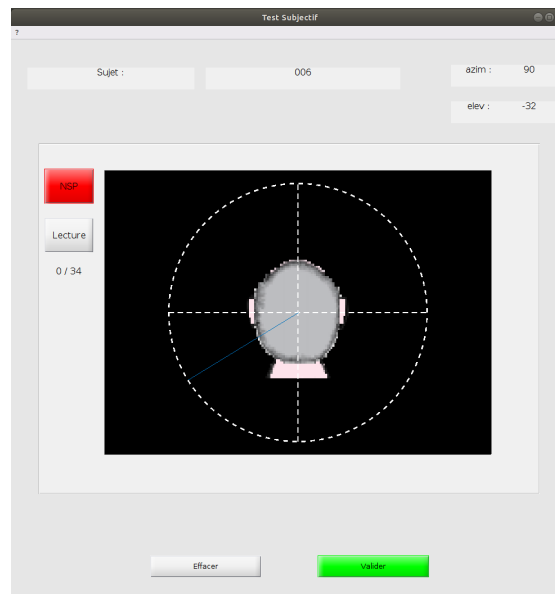 Test Subjectif
?
Sujet : 006 azim : 90
elev : -32
NSP
Lecture
0 / 34
Effacer Valider